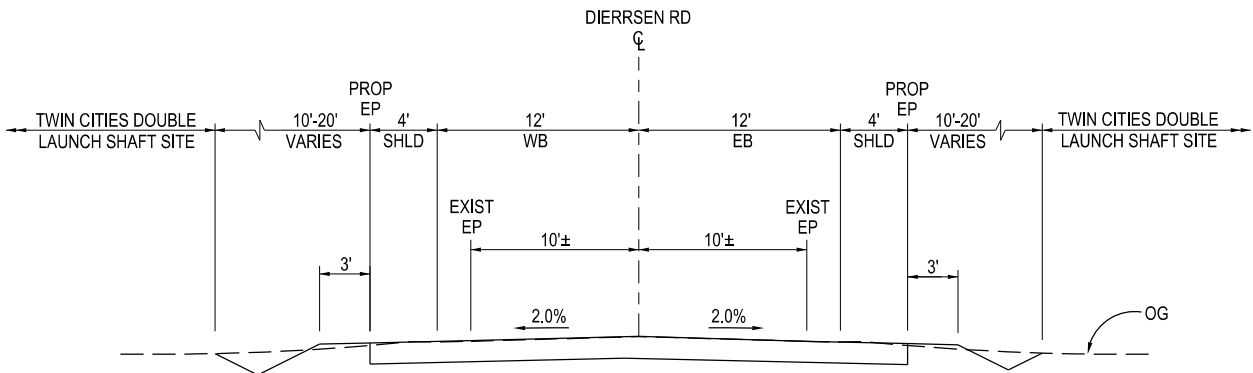 DIERRSEN RD
℄
PROP
EP
PROP
EP
TWIN CITIES DOUBLE
LAUNCH SHAFT SITE
10'-20'
VARIES
4'
SHLD
12'
WB
12'
EB
4'
SHLD
10'-20'
VARIES
TWIN CITIES DOUBLE
LAUNCH SHAFT SITE
EXIST
EP
EXIST
EP
10'±
10'±
3'
3'
2.0%
2.0%
OG